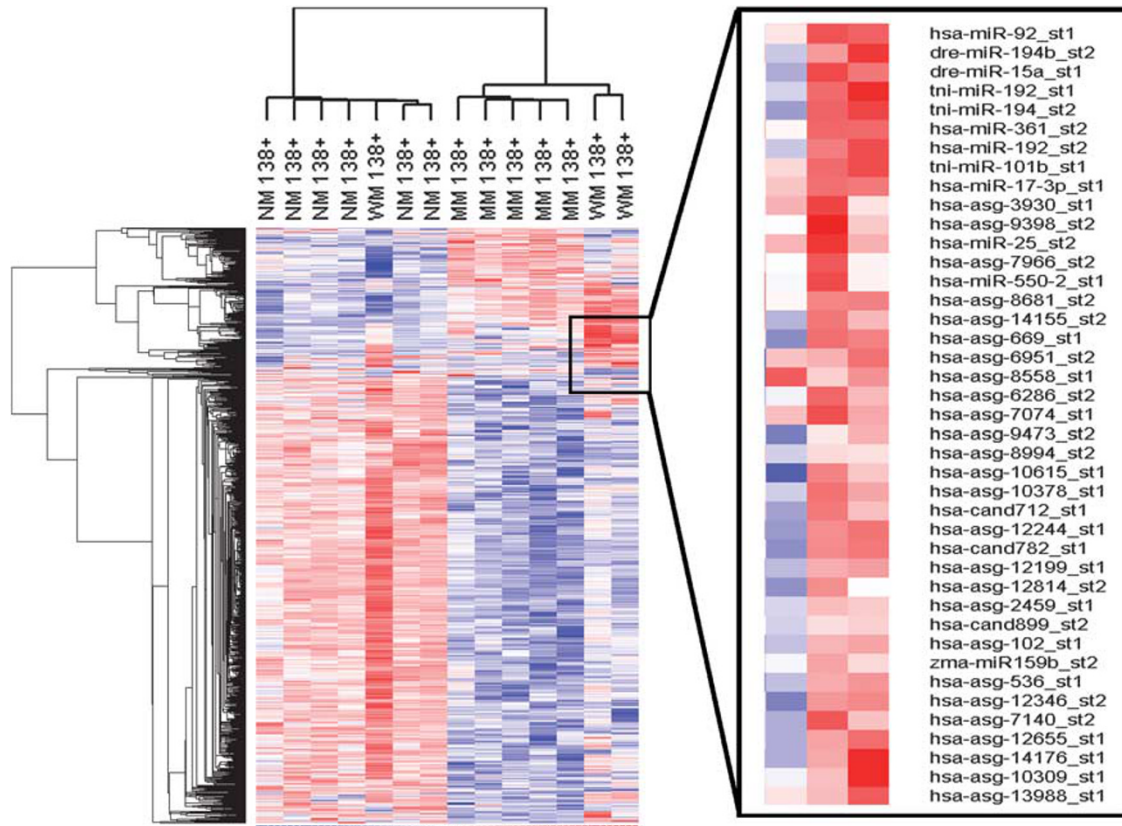 NM 138+
NM 138+
NM 138+
NM 138+
WM 138+
NM 138+
NM 138+
MM 138+
MM 138+
MM 138+
MM 138+
MM 138+
WM 138+
WM 138+
hsa-miR-92_st1
dre-miR-194b_st2
dre-miR-15a_st1
tni-miR-192_st1
tni-miR-194_st2
hsa-miR-361_st2
hsa-miR-192_st2
tni-miR-101b_st1
hsa-miR-17-3p_st1
hsa-asg-3930_st1
hsa-asg-9398_st2
hsa-miR-25_st2
hsa-asg-7966_st2
hsa-miR-550-2_st1
hsa-asg-8681_st2
hsa-asg-14155_st2
hsa-asg-669_st1
hsa-asg-6951_st2
hsa-asg-8558_st1
hsa-asg-6286_st2
hsa-asg-7074_st1
hsa-asg-9473_st2
hsa-asg-8994_st2
hsa-asg-10615_st1
hsa-asg-10378_st1
hsa-cand712_st1
hsa-asg-12244_st1
hsa-cand782_st1
hsa-asg-12199_st1
hsa-asg-12814_st2
hsa-asg-2459_st1
hsa-cand899_st2
hsa-asg-102_st1
zma-miR159b_st2
hsa-asg-536_st1
hsa-asg-12346_st2
hsa-asg-7140_st2
hsa-asg-12655_st1
hsa-asg-14176_st1
hsa-asg-10309_st1
hsa-asg-13988_st1